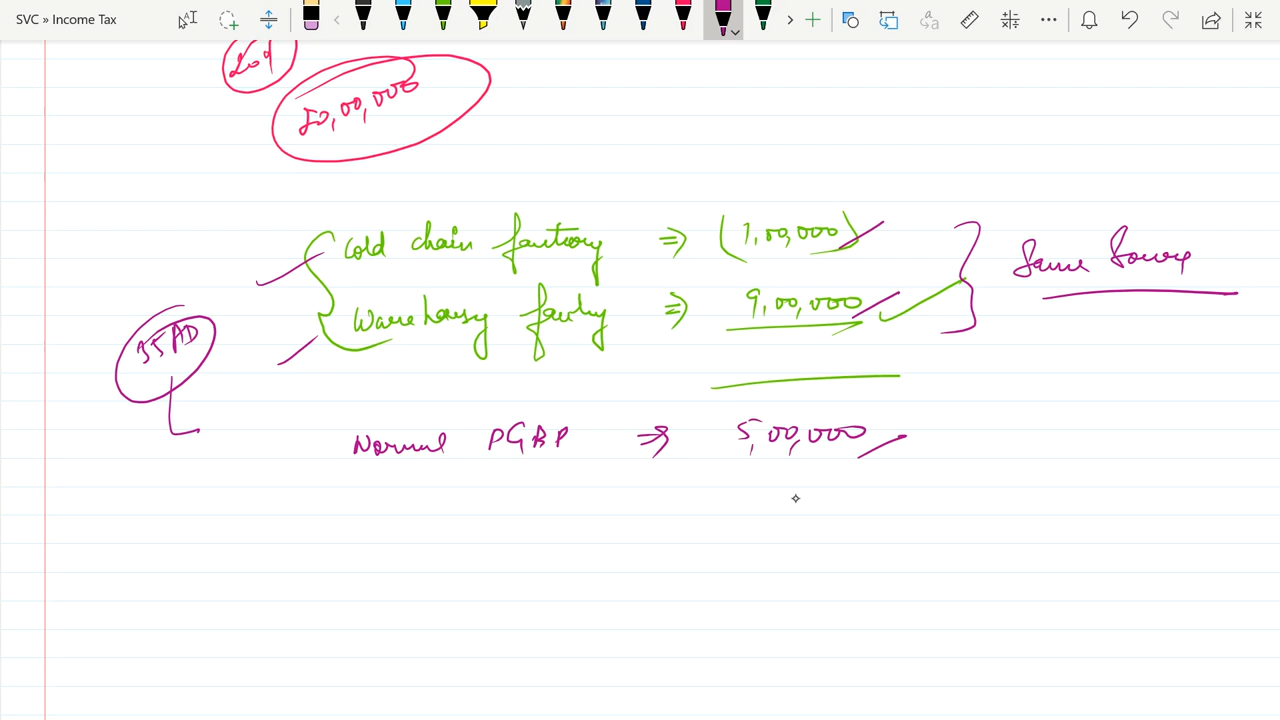 SVC » Income Tax
50,00,000
Cold chain factory ⇒ (1,00,000)
Warehousing facility ⇒ 9,00,000
Same Source
35AD
Normal PGBP ⇒ 5,00,000